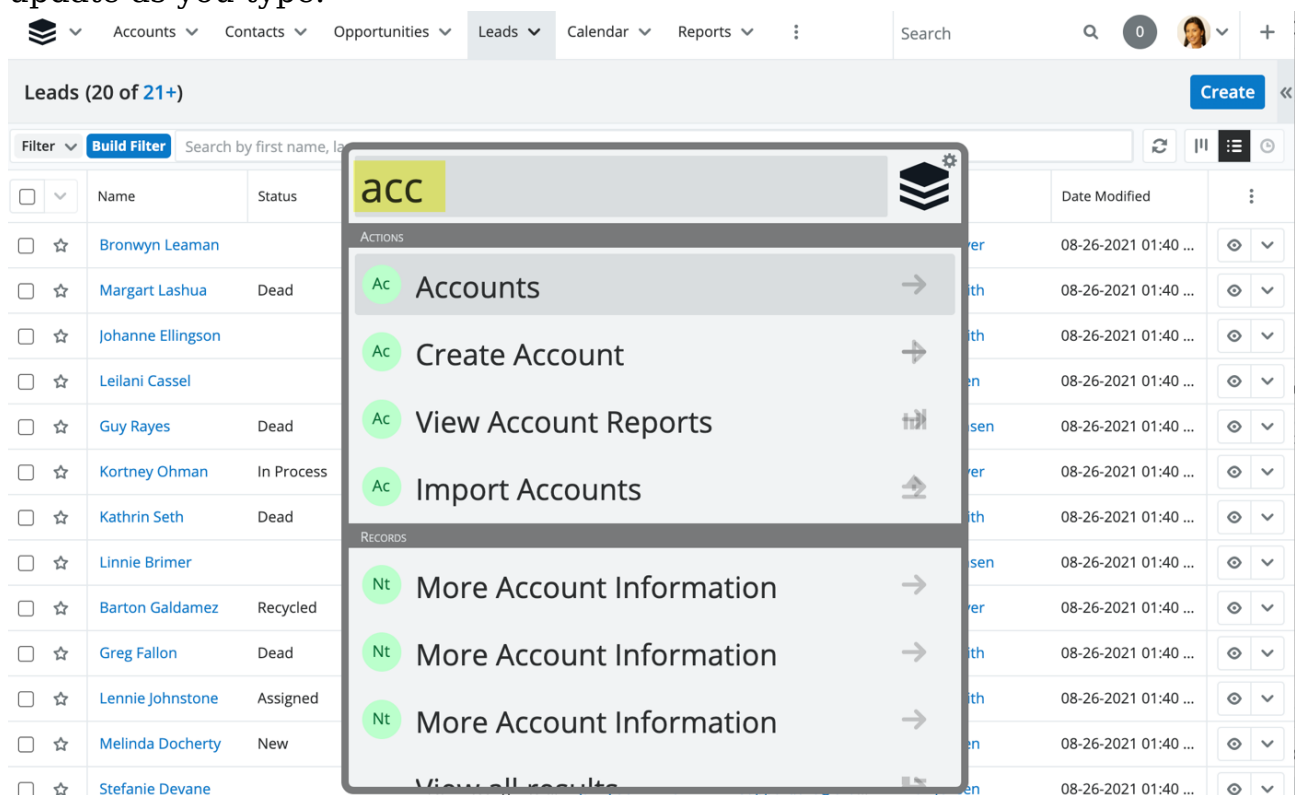 update as you type.
Accounts Contacts Opportunities Leads Calendar Reports Search 0
Leads (20 of 21+) Create
Filter Build Filter Search by first name,
acc
Name Status Date Modified
ACTIONS
Bronwyn Leaman 08-26-2021 01:40 ...
Ac Accounts
Margart Lashua Dead 08-26-2021 01:40 ...
Johanne Ellingson 08-26-2021 01:40 ...
Ac Create Account
Leilani Cassel 08-26-2021 01:40 ...
Ac View Account Reports
Guy Rayes Dead 08-26-2021 01:40 ...
Kortney Ohman In Process 08-26-2021 01:40 ...
Ac Import Accounts
Kathrin Seth Dead 08-26-2021 01:40 ...
RECORDS
Linnie Brimer 08-26-2021 01:40 ...
Nt More Account Information
Barton Galdamez Recycled 08-26-2021 01:40 ...
Greg Fallon Dead 08-26-2021 01:40 ...
Nt More Account Information
Lennie Johnstone Assigned 08-26-2021 01:40 ...
Nt More Account Information
Melinda Docherty New 08-26-2021 01:40 ...
View all results
Stefanie Devane 08-26-2021 01:40 ...